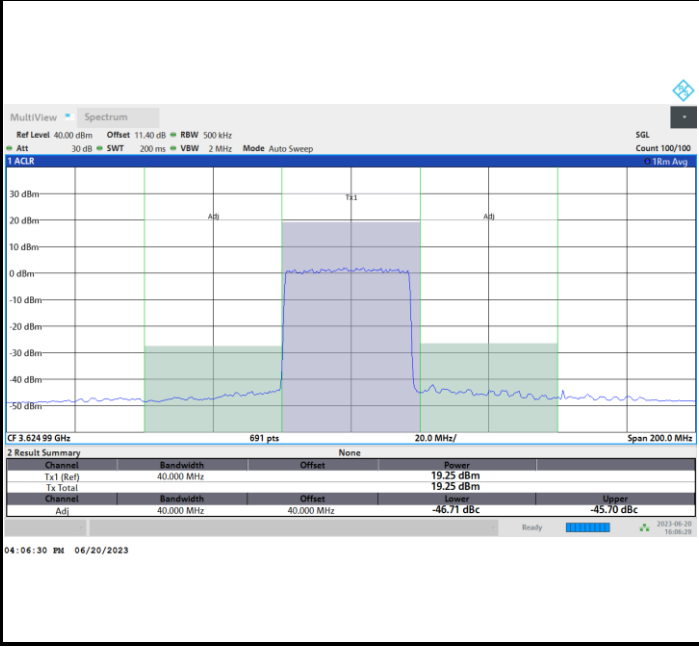 MultiView Spectrum
Ref Level 40.00 dBm Offset 11.40 dB RBW 500 kHz SGL
Att 30 dB SWT 200 ms VBW 2 MHz Mode Auto Sweep Count 100/100
1 ACLR 1Rm Avg
Tx1
30 dBm
Adj Adj
20 dBm
10 dBm
0 dBm
-10 dBm
-20 dBm
-30 dBm
-40 dBm
-50 dBm
CF 3.624 99 GHz 691 pts 20.0 MHz/ Span 200.0 MHz
2 Result Summary None
Channel Bandwidth Offset Power
Tx1 (Ref) 40.000 MHz 19.25 dBm
Tx Total 19.25 dBm
Channel Bandwidth Offset Lower Upper
Adj 40.000 MHz 40.000 MHz -46.71 dBc -45.70 dBc
Ready 2023-06-20
16:06:29
04:06:30 PM 06/20/2023